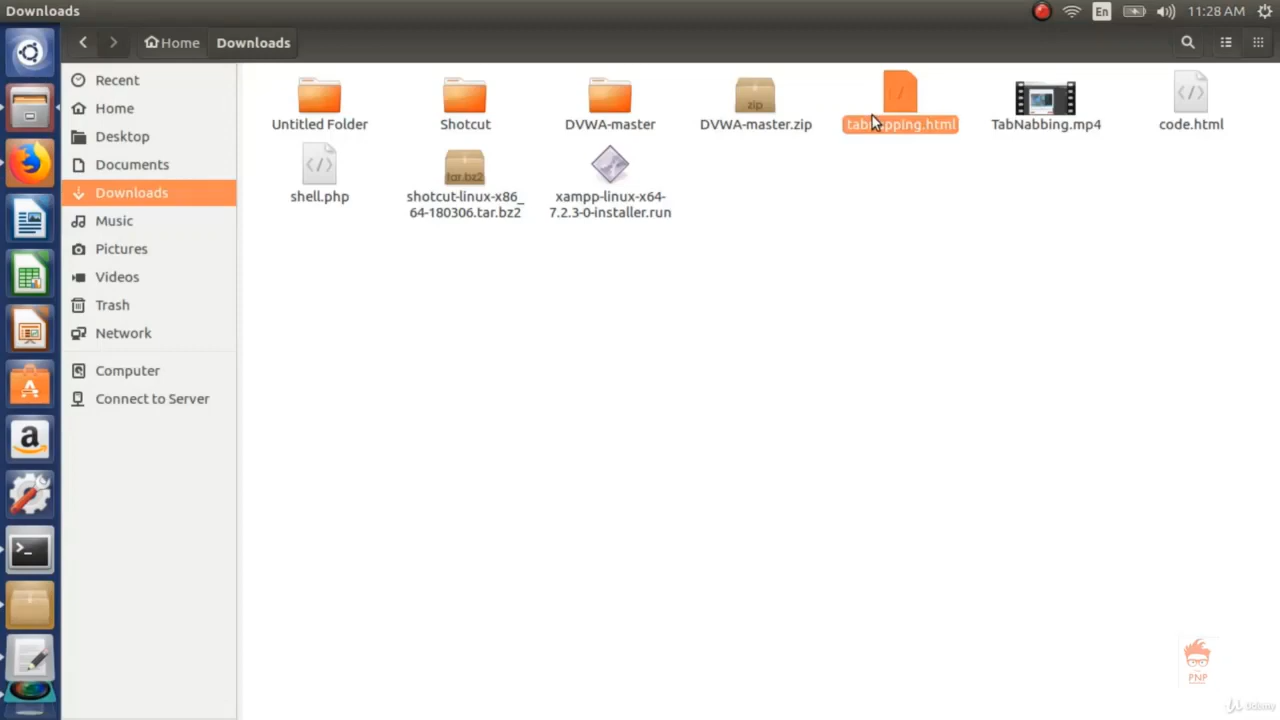 Downloads
En
11:28 AM
Home
Downloads
Recent
Home
Desktop
Documents
Downloads
Music
Pictures
Videos
Trash
Network
Computer
Connect to Server
Untitled Folder
Shotcut
DVWA-master
zip
DVWA-master.zip
TabNabbing.mp4
code.html
shell.php
tar.bz2
shotcut-linux-x86_
64-180306.tar.bz2
xampp-linux-x64-
7.2.3-0-installer.run
PNP
Udemy